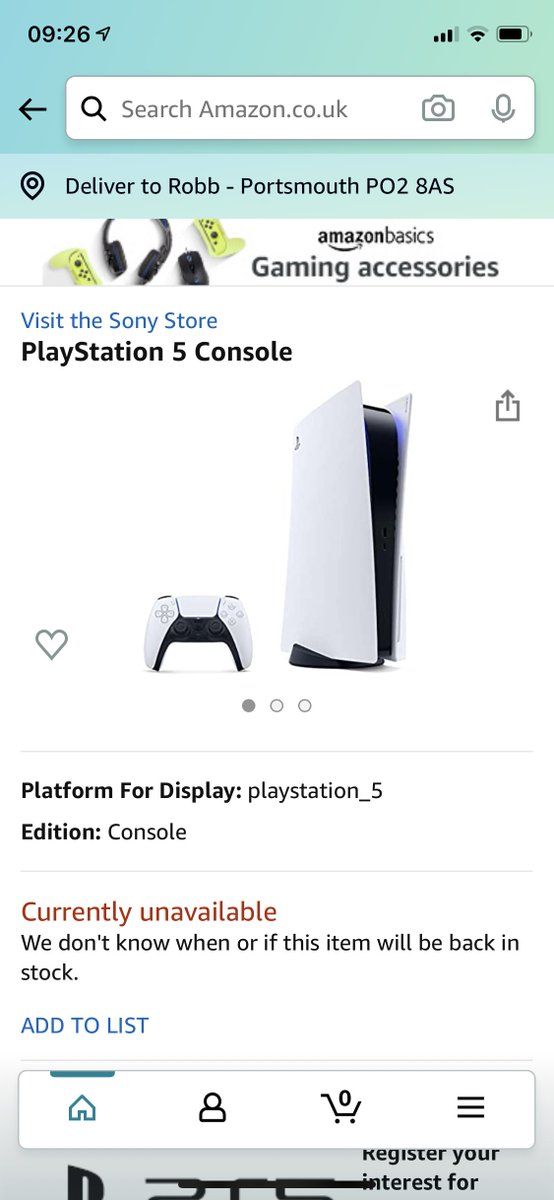 09:26
Search Amazon.co.uk
Deliver to Robb - Portsmouth PO2 8AS
amazonbasics
Gaming accessories
Visit the Sony Store
PlayStation 5 Console
Platform For Display: playstation_5
Edition: Console
Currently unavailable
We don't know when or if this item will be back in
stock.
ADD TO LIST
0
Register your
interest for
PS5